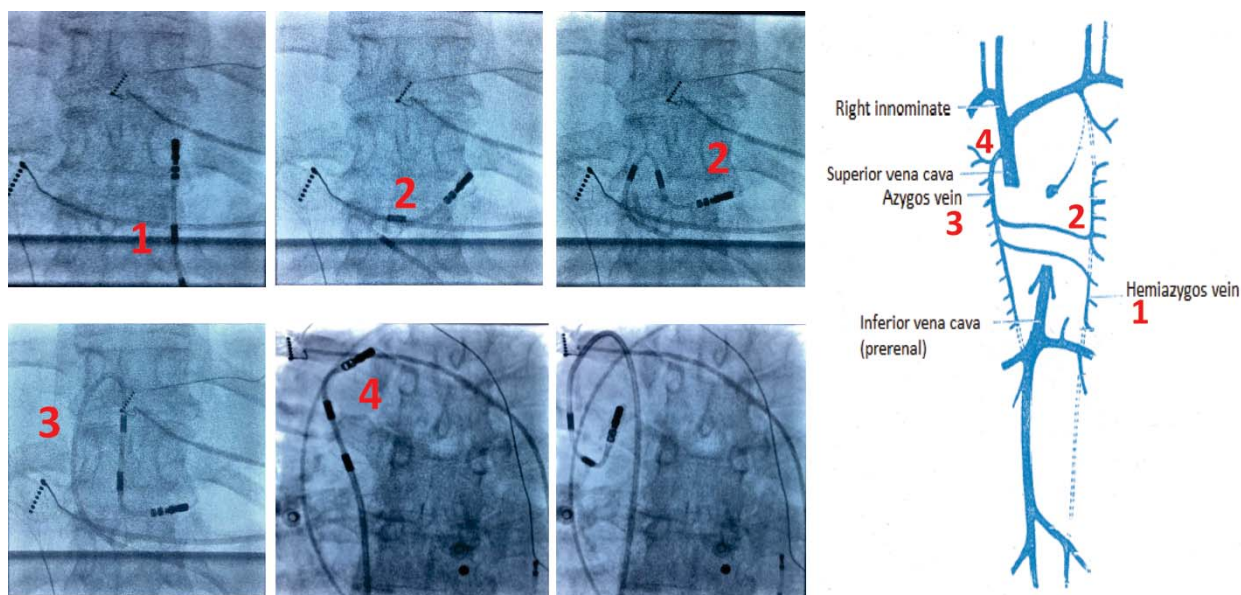 1
2
2
3
4
Right innominate
4
Superior vena cava
Azygos vein
3
2
Hemiazygos vein
1
Inferior vena cava
(prerenal)